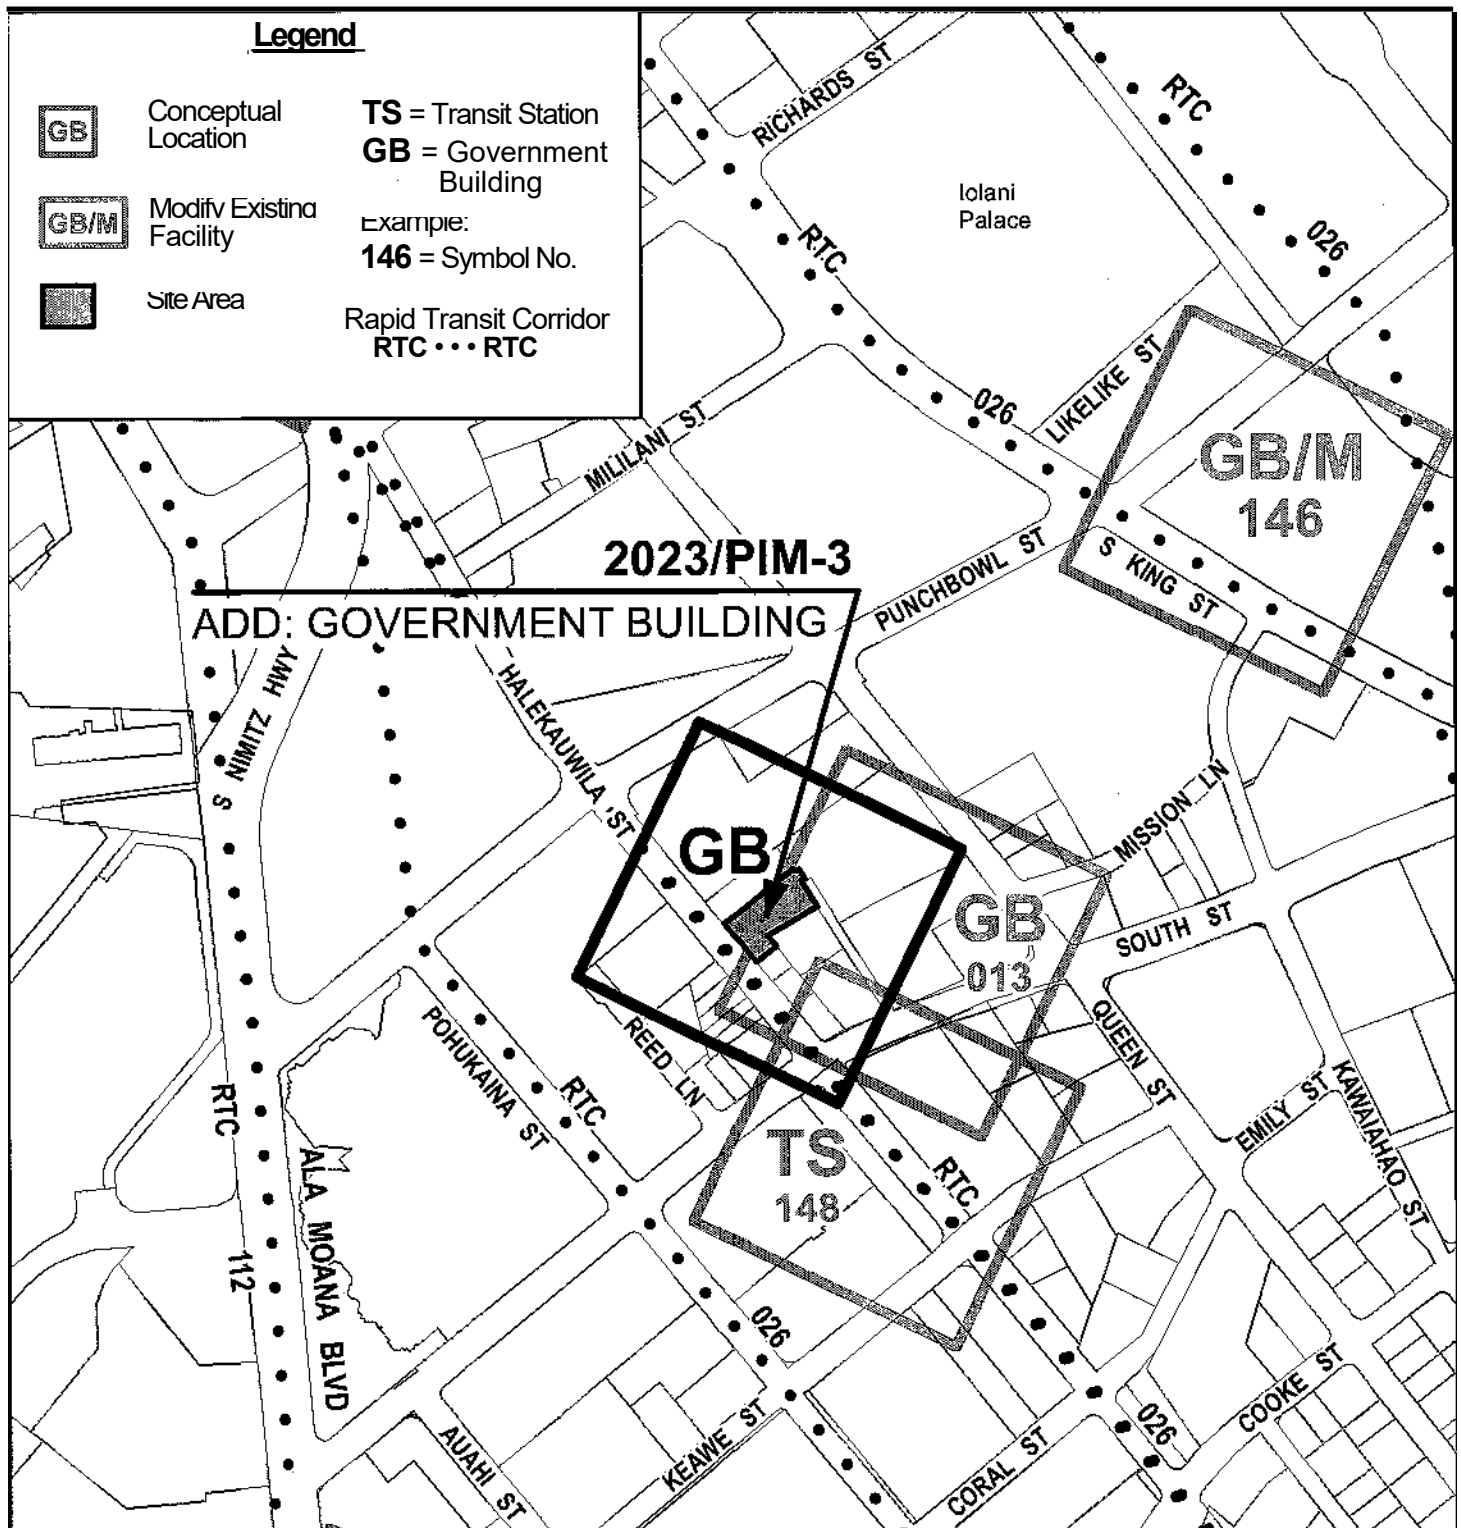 Legend
GB
Conceptual
Location
TS = Transit Station
GB = Government
Building
GB/M
Modify Existing
Facility
Example:
146 = Symbol No.
Site Area
Rapid Transit Corridor
RTC • • • RTC
RICHARDS ST
RTC
Iolani
Palace
RTC
026
026
LIKELIKE ST
MILILANI ST
GB/M
146
PUNCHBOWL ST
S KING ST
2023/PIM-3
ADD: GOVERNMENT BUILDING
HALEKAUWILA ST
S NIMITZ HWY
MISSION LN
GB
GB
013
SOUTH ST
REED LN
POHUKAINA ST
RTC
QUEEN ST
RTC
EMILY ST
KAWAIAHAO ST
TS
148
RTC
ALA MOANA BLVD
112
026
COOKE ST
KEAWE ST
026
AUAHI ST
CORAL ST